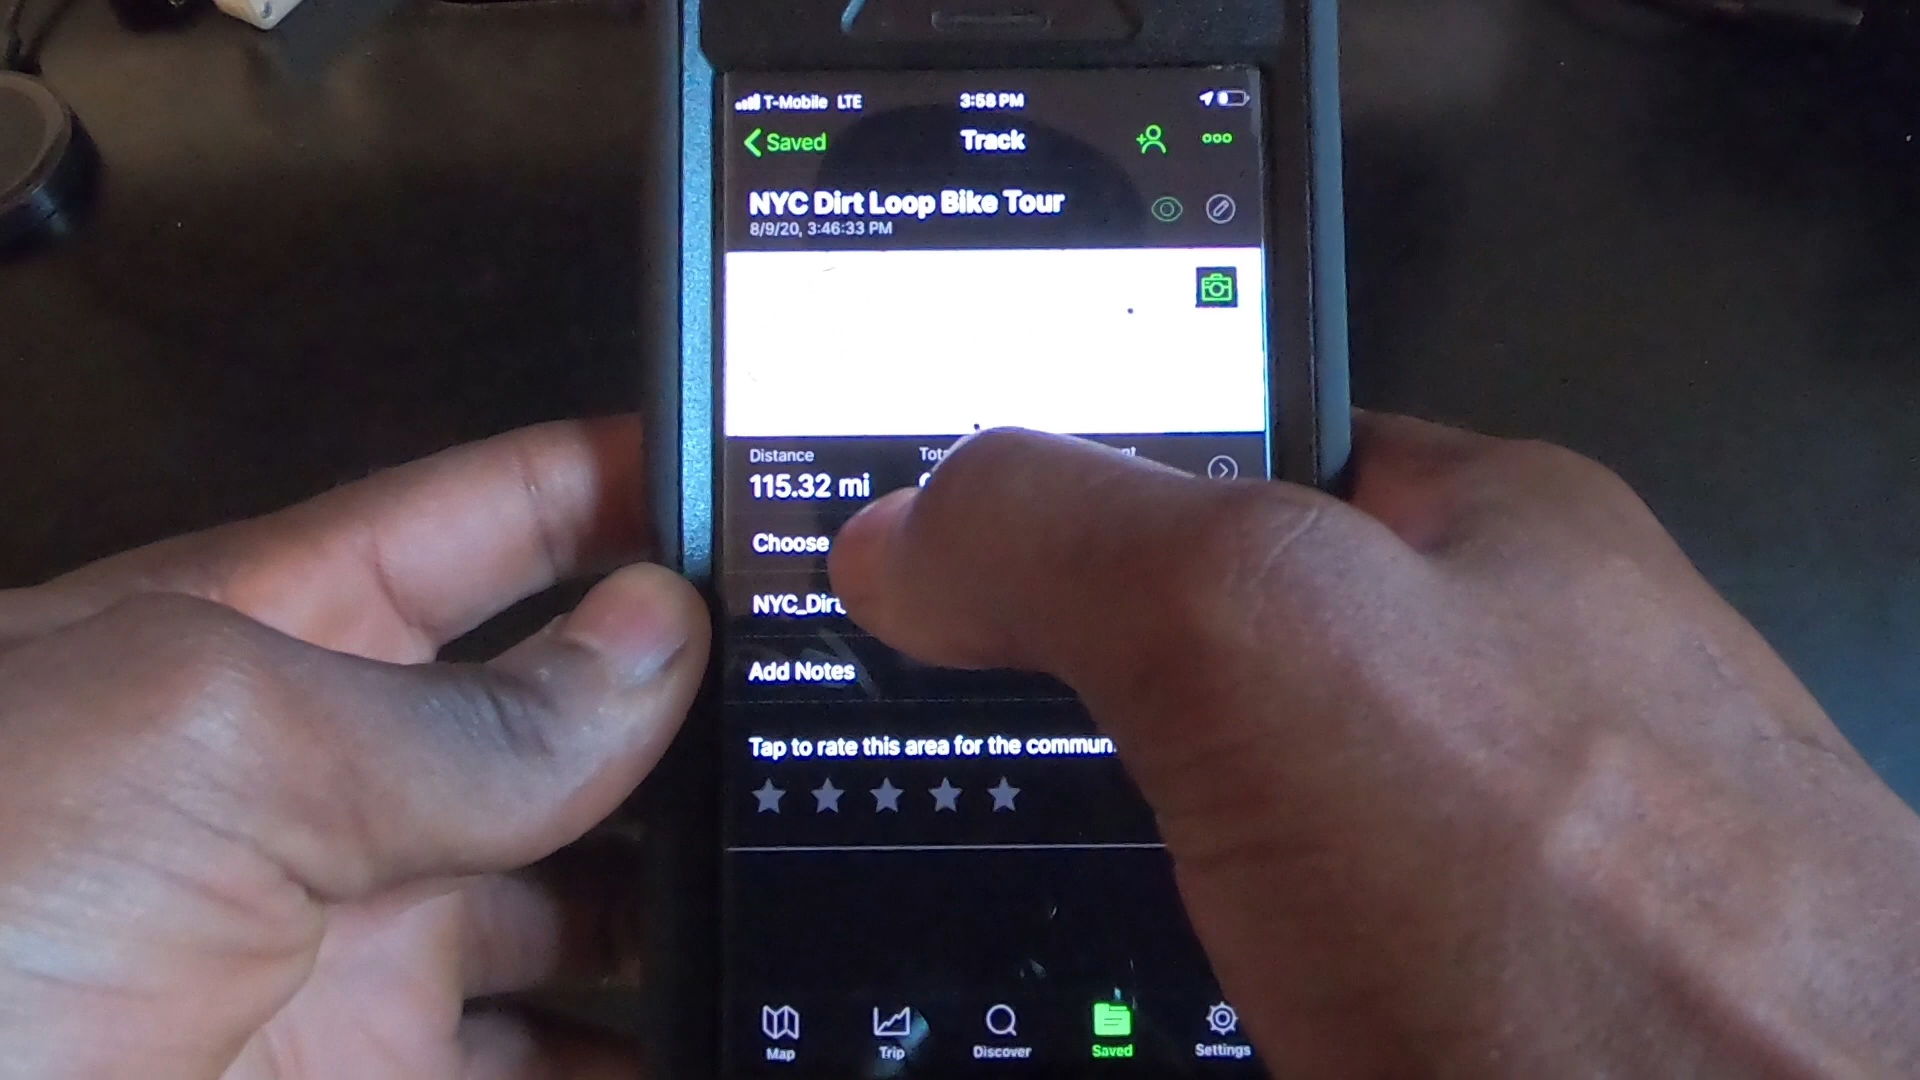 T-Mobile LTE 3:58 PM
Saved Track
NYC Dirt Loop Bike Tour
8/9/20, 3:46:33 PM
Distance
115.32 mi
Choose
Add Notes
Tap to rate this area for the
Map Trip Discover Saved Settings